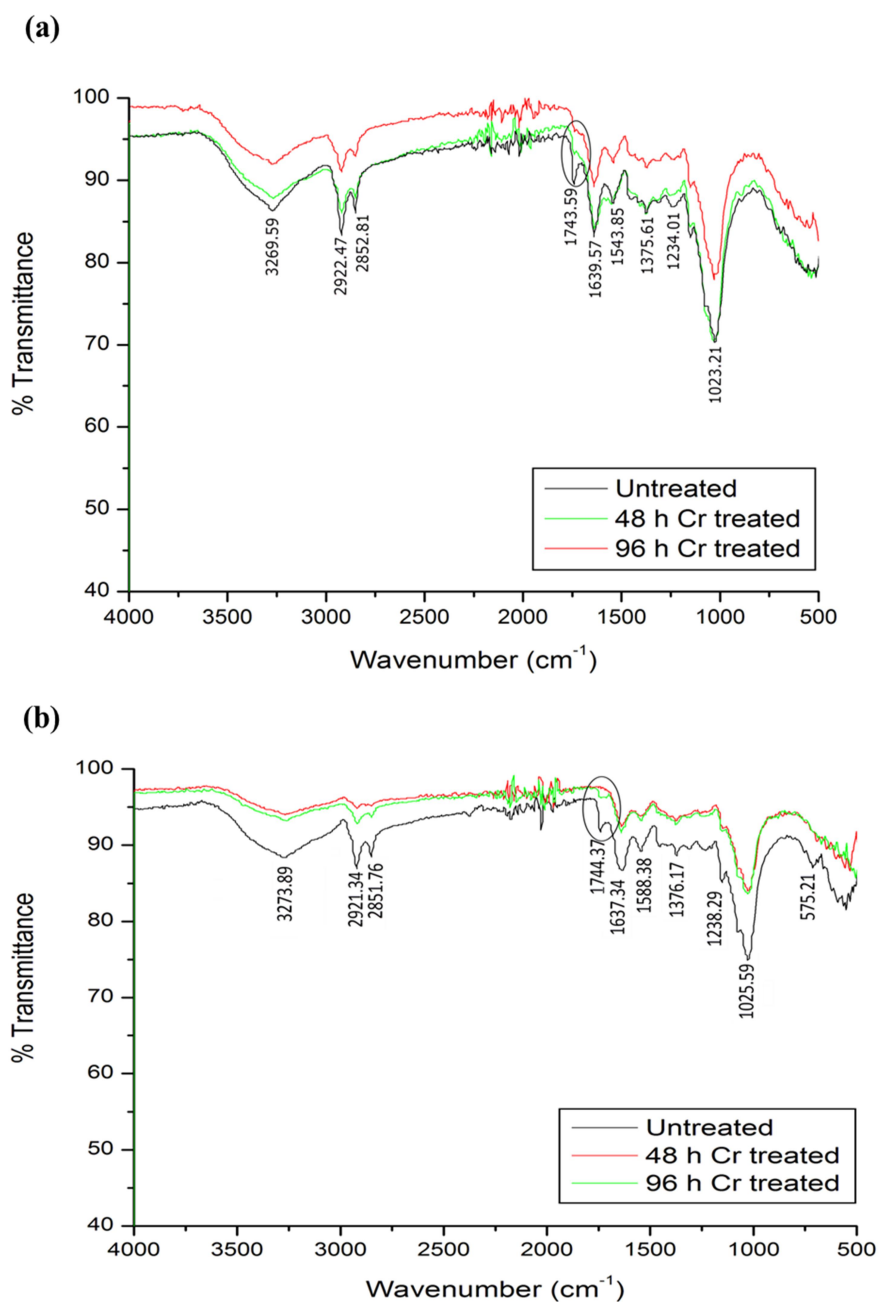 (a)
100
90
80
70
60
50
40
% Transmittance
3269.59
2922.47
2852.81
1743.59
1639.57
1543.85
1375.61
1234.01
1023.21
Untreated
48 h Cr treated
96 h Cr treated
4000 3500 3000 2500 2000 1500 1000 500
Wavenumber (cm⁻¹)
(b)
100
90
80
70
60
50
40
% Transmittance
3273.89
2921.34
2851.76
1744.37
1637.34
1588.38
1376.17
1238.29
1025.59
575.21
Untreated
48 h Cr treated
96 h Cr treated
4000 3500 3000 2500 2000 1500 1000 500
Wavenumber (cm⁻¹)